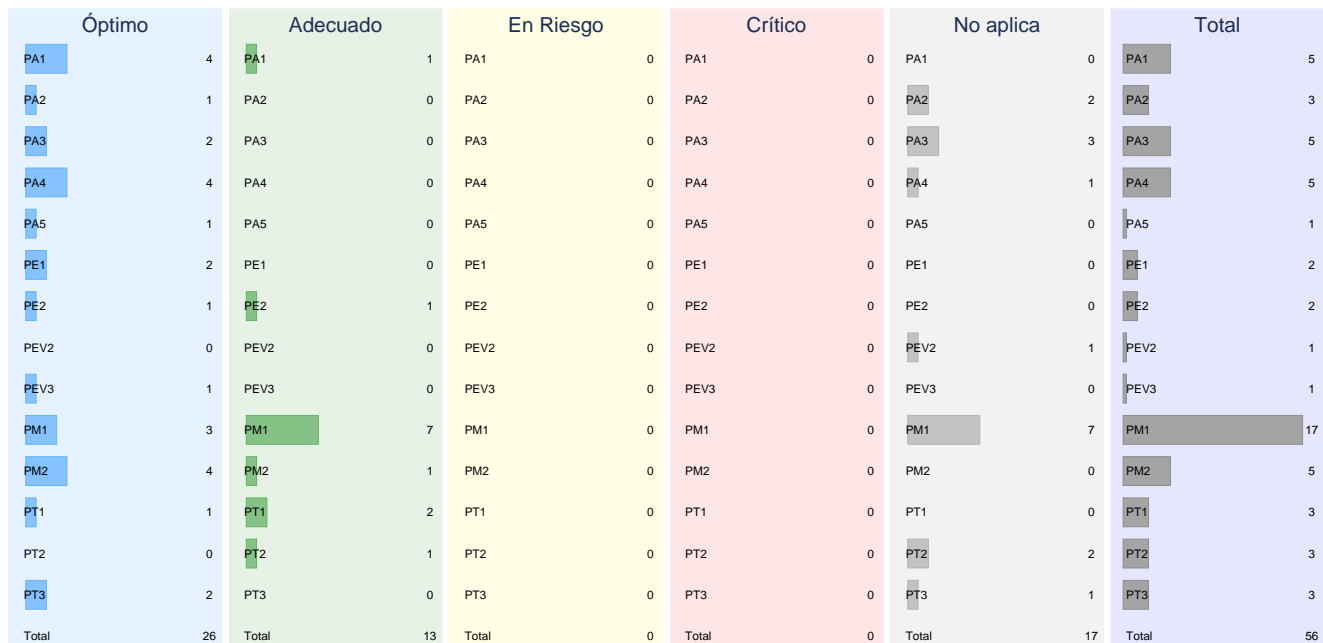 Óptimo Adecuado En Riesgo Crítico No aplica Total
PA1 4 PA1 1 PA1 0 PA1 0 PA1 0 PA1 5
PA2 1 PA2 0 PA2 0 PA2 0 PA2 2 PA2 3
PA3 2 PA3 0 PA3 0 PA3 0 PA3 3 PA3 5
PA4 4 PA4 0 PA4 0 PA4 0 PA4 1 PA4 5
PA5 1 PA5 0 PA5 0 PA5 0 PA5 0 PA5 1
PE1 2 PE1 0 PE1 0 PE1 0 PE1 0 PE1 2
PE2 1 PE2 1 PE2 0 PE2 0 PE2 0 PE2 2
PEV2 0 PEV2 0 PEV2 0 PEV2 0 PEV2 1 PEV2 1
PEV3 1 PEV3 0 PEV3 0 PEV3 0 PEV3 0 PEV3 1
PM1 3 PM1 7 PM1 0 PM1 0 PM1 7 PM1 17
PM2 4 PM2 1 PM2 0 PM2 0 PM2 0 PM2 5
PT1 1 PT1 2 PT1 0 PT1 0 PT1 0 PT1 3
PT2 0 PT2 1 PT2 0 PT2 0 PT2 2 PT2 3
PT3 2 PT3 0 PT3 0 PT3 0 PT3 1 PT3 3
Total 26 Total 13 Total 0 Total 0 Total 17 Total 56